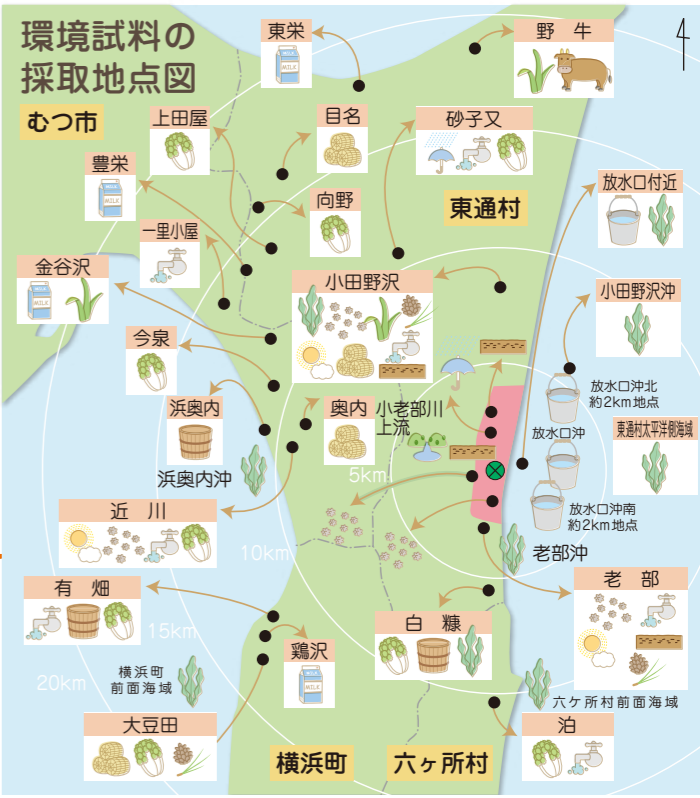 環境試料の
採取地点図
むつ市
東栄
MILK
野牛
上田屋
目名
砂子又
豊栄
MILK
向野
東通村
放水口付近
一里小屋
金谷沢
MILK
小田野沢
小田野沢沖
今泉
放水口沖北
約2km地点
浜奥内
奥内
小老部川
上流
放水口沖
東通村太平洋側海域
浜奥内沖
5km
放水口沖南
約2km地点
近川
10km
老部沖
有畑
老部
15km
白糠
鶏沢
MILK
横浜町
前面海域
20km
六ケ所村前面海域
大豆田
泊
横浜町
六ヶ所村